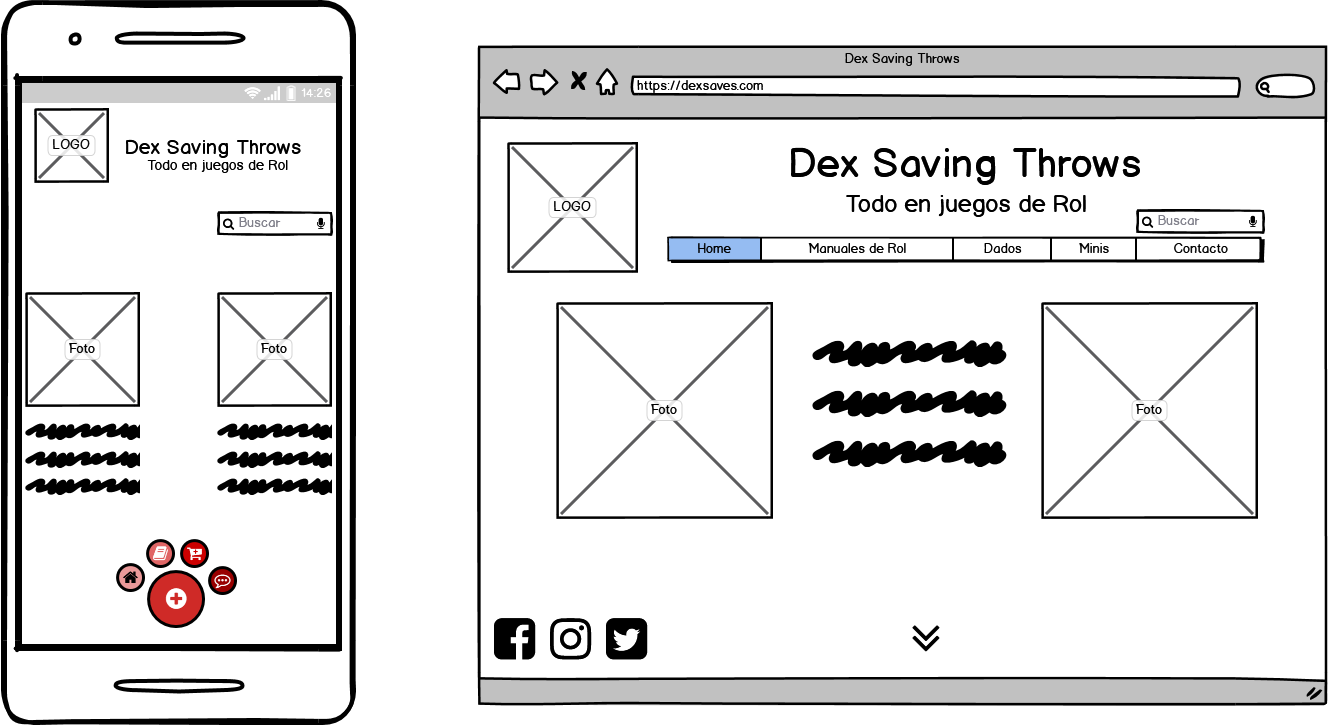 14:26
LOGO
Dex Saving Throws
Todo en juegos de Rol
Buscar
Foto
Foto
Dex Saving Throws
https://dexsaves.com
LOGO
Dex Saving Throws
Todo en juegos de Rol
Buscar
Home
Manuales de Rol
Dados
Minis
Contacto
Foto
Foto